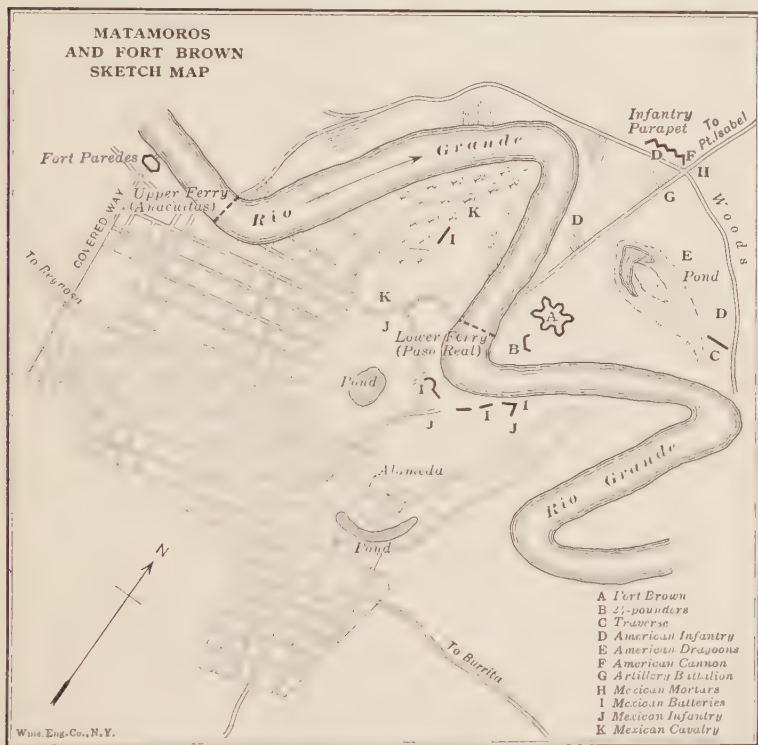 MATAMOROS
AND FORT BROWN
SKETCH MAP
Infantry
Parapet
To
Pt. Isabel
D
F
H
G
Fort Paredes
Upper Ferry
(Anacuitas)
COVERED WAY
To Reynosa
Rio
Grande
K
I
D
Woods
E
Pond
D
C
K
J
A
B
Lower Ferry
(Paso Real)
Pond
I
I
I
J
J
Alameda
Pond
Rio Grande
N
To Burrita
A Fort Brown
B -pounders
C Traverse
D American Infantry
E American Dragoons
F American Cannon
G Artillery Battalion
H Mexican Mortars
I Mexican Batteries
J Mexican Infantry
K Mexican Cavalry
Wms. Eng. Co., N.Y.